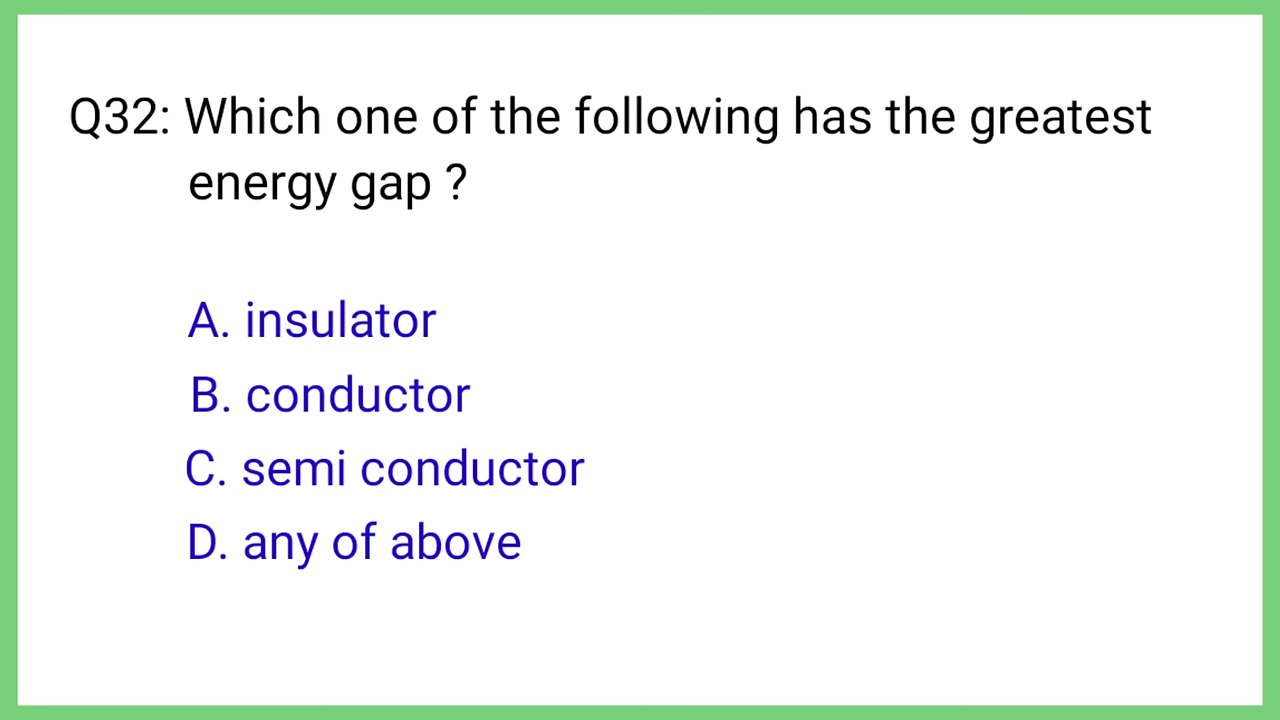 Q32: Which one of the following has the greatest
energy gap ?
A. insulator
B. conductor
C. semi conductor
D. any of above